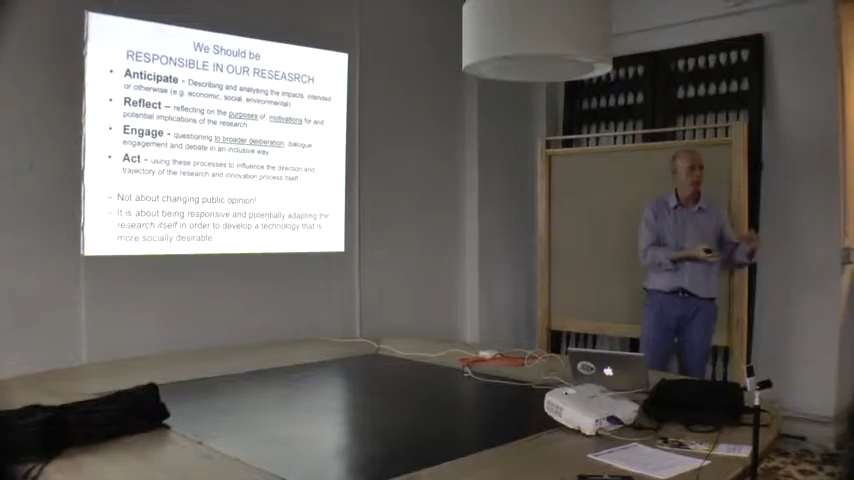 We Should be
RESPONSIBLE IN OUR RESEASRCH
• Anticipate - Describing and analysing the impacts, intended
or otherwise (e.g. economic, social, environmental)
• Reflect – reflecting on the purposes of, motivations for and
potential implications of the research
• Engage - questioning to broader deliberation, dialogue
engagement and debate in an inclusive way
• Act - using these processes to influence the direction and
trajectory of the research and innovation process itself
– Not about changing public opinion!
– It is about being responsive and potentially adapting the
research itself in order to develop a technology that is
more socially desirable